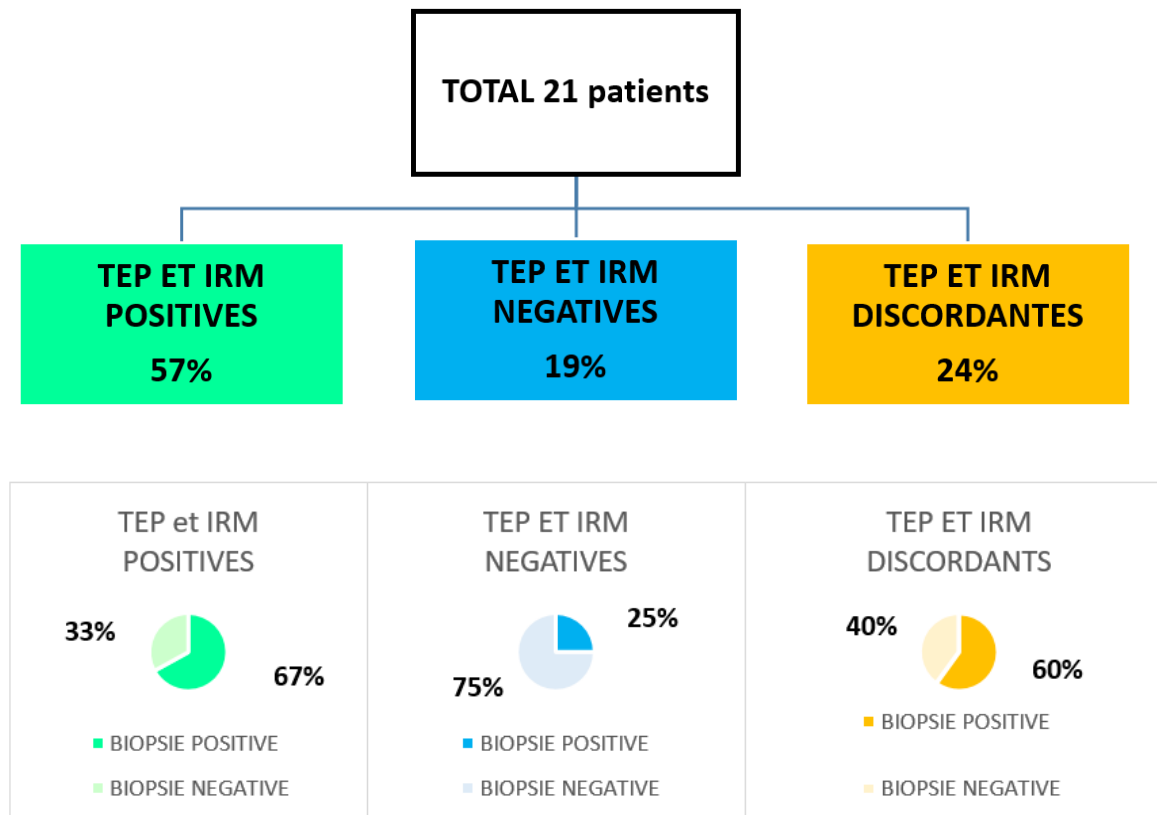 TOTAL 21 patients
TEP ET IRM
POSITIVES
57%
TEP ET IRM
NEGATIVES
19%
TEP ET IRM
DISCORDANTES
24%
TEP et IRM
POSITIVES
33%
67%
BIOPSIE POSITIVE
BIOPSIE NEGATIVE
TEP ET IRM
NEGATIVES
25%
75%
BIOPSIE POSITIVE
BIOPSIE NEGATIVE
TEP ET IRM
DISCORDANTS
40%
60%
BIOPSIE POSITIVE
BIOPSIE NEGATIVE